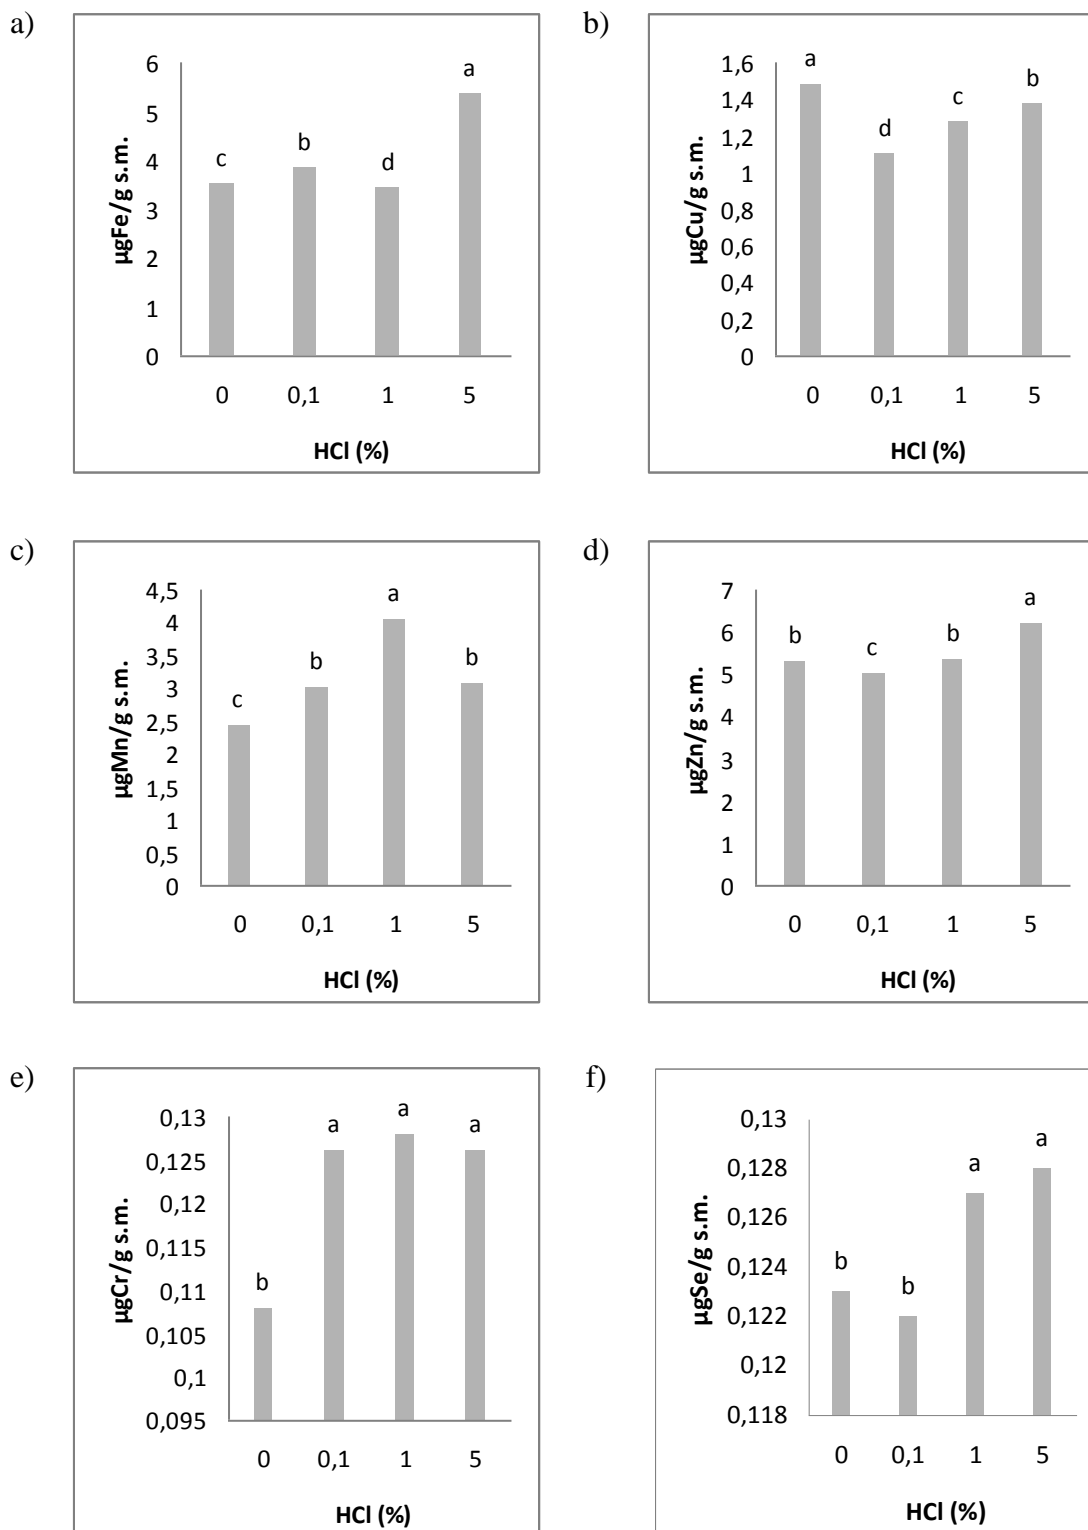 a)
6
5
4
3
2
1
0
µgFe/g s.m.
c
b
d
a
0 0,1 1 5
HCl (%)
b)
1,6
1,4
1,2
1
0,8
0,6
0,4
0,2
0
µgCu/g s.m.
a
d
c
b
0 0,1 1 5
HCl (%)
c)
4,5
4
3,5
3
2,5
2
1,5
1
0,5
0
µgMn/g s.m.
c
b
a
b
0 0,1 1 5
HCl (%)
d)
7
6
5
4
3
2
1
0
µgZn/g s.m.
b
c
b
a
0 0,1 1 5
HCl (%)
e)
0,13
0,125
0,12
0,115
0,11
0,105
0,1
0,095
µgCr/g s.m.
b
a
a
a
0 0,1 1 5
HCl (%)
f)
0,13
0,128
0,126
0,124
0,122
0,12
0,118
µgSe/g s.m.
b
b
a
a
0 0,1 1 5
HCl (%)